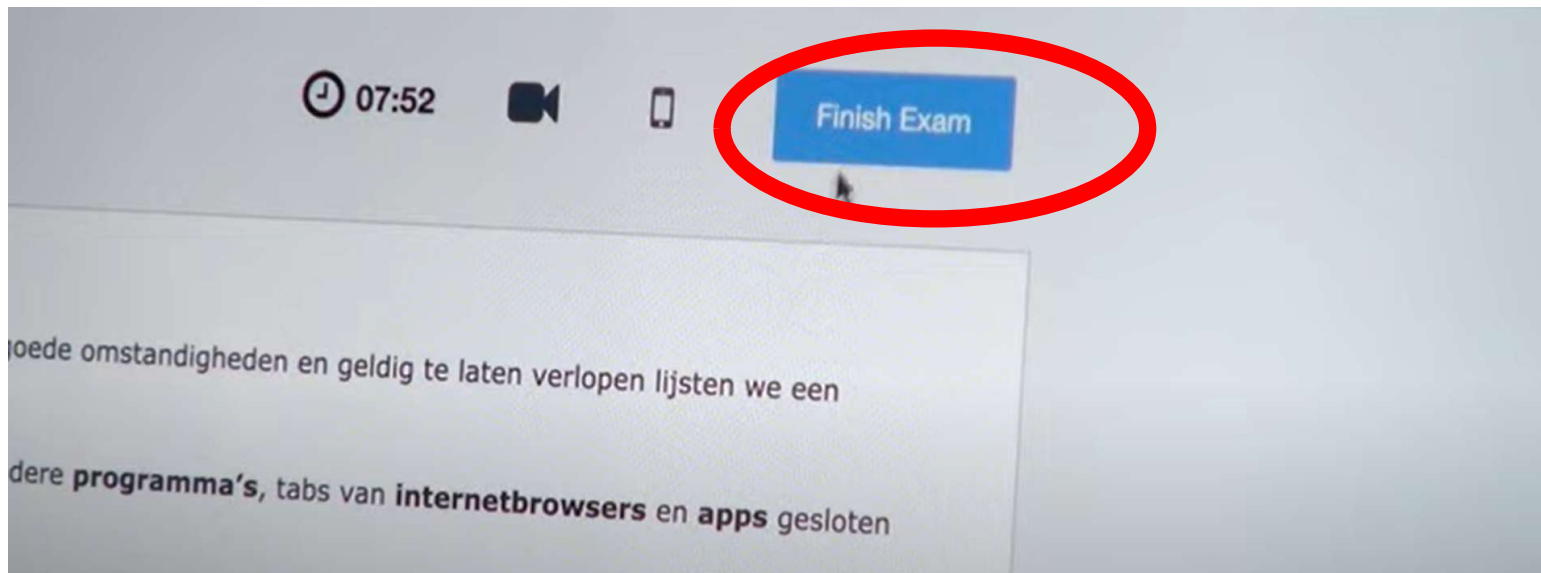 07:52
Finish Exam
oede omstandigheden en geldig te laten verlopen lijsten we een
dere programma's, tabs van internetbrowsers en apps gesloten